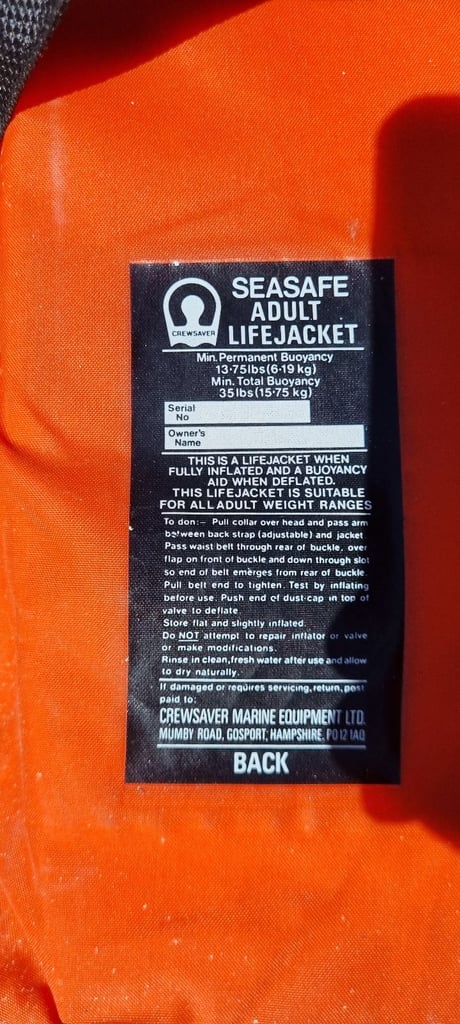 CREWSAVER
SEASAFE
ADULT
LIFEJACKET
Min. Permanent Buoyancy
13·75lbs (6·19 kg)
Min. Total Buoyancy
35lbs (15·75 kg)
Serial
No
Owner's
Name
THIS IS A LIFEJACKET WHEN
FULLY INFLATED AND A BUOYANCY
AID WHEN DEFLATED.
THIS LIFEJACKET IS SUITABLE
FOR ALL ADULT WEIGHT RANGES
To don:– Pull collar over head and pass arm
between back strap (adjustable) and jacket
Pass waist belt through rear of buckle, over
flap on front of buckle and down through slot
so end of belt emerges from rear of buckle.
Pull belt end to tighten. Test by inflating
before use. Push end of dust-cap in top of
valve to deflate.
Store flat and slightly inflated.
Do NOT attempt to repair inflator or valve
or make modifications.
Rinse in clean, fresh water after use and allow
to dry naturally.
If damaged or requires servicing, return, post
paid to:
CREWSAVER MARINE EQUIPMENT LTD.
MUMBY ROAD, GOSPORT, HAMPSHIRE, PO12 1AQ
BACK